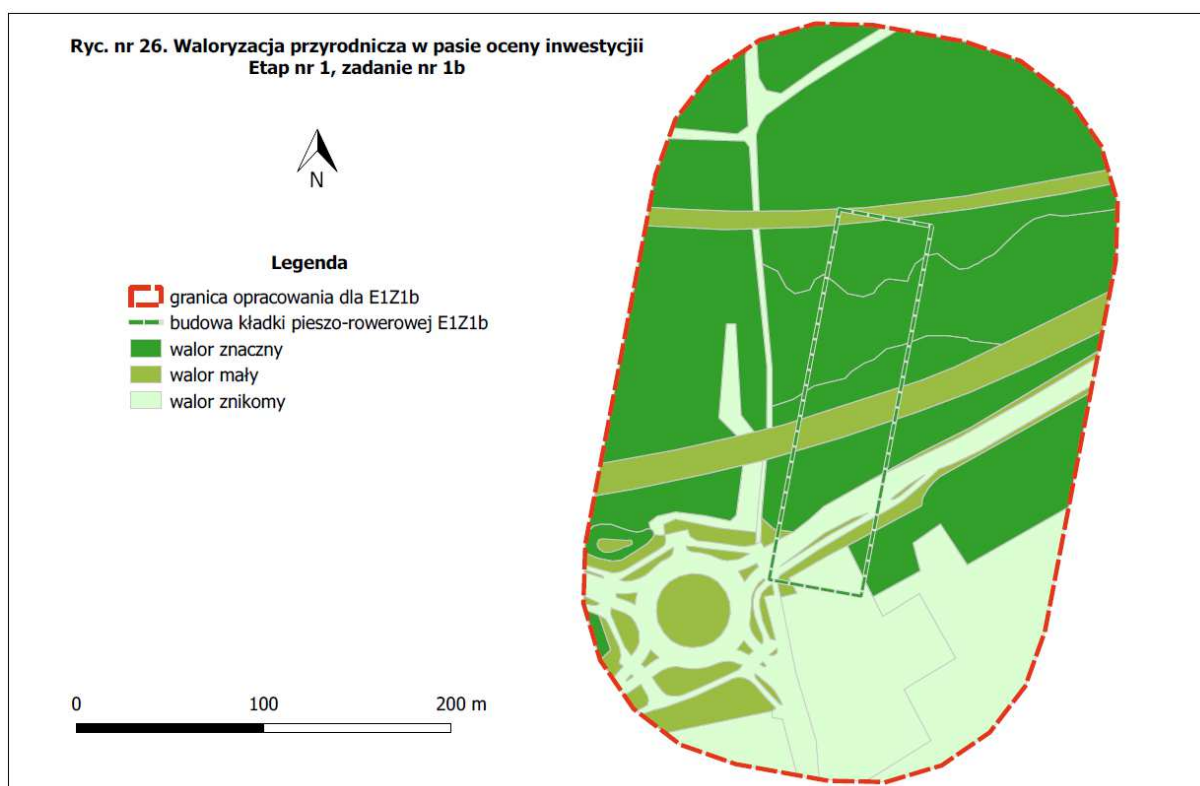 Ryc. nr 26. Waloryzacja przyrodnicza w pasie oceny inwestycjii
Etap nr 1, zadanie nr 1b
N
Legenda
granica opracowania dla E1Z1b
budowa kładki pieszo-rowerowej E1Z1b
walor znaczny
walor mały
walor znikomy
0 100 200 m